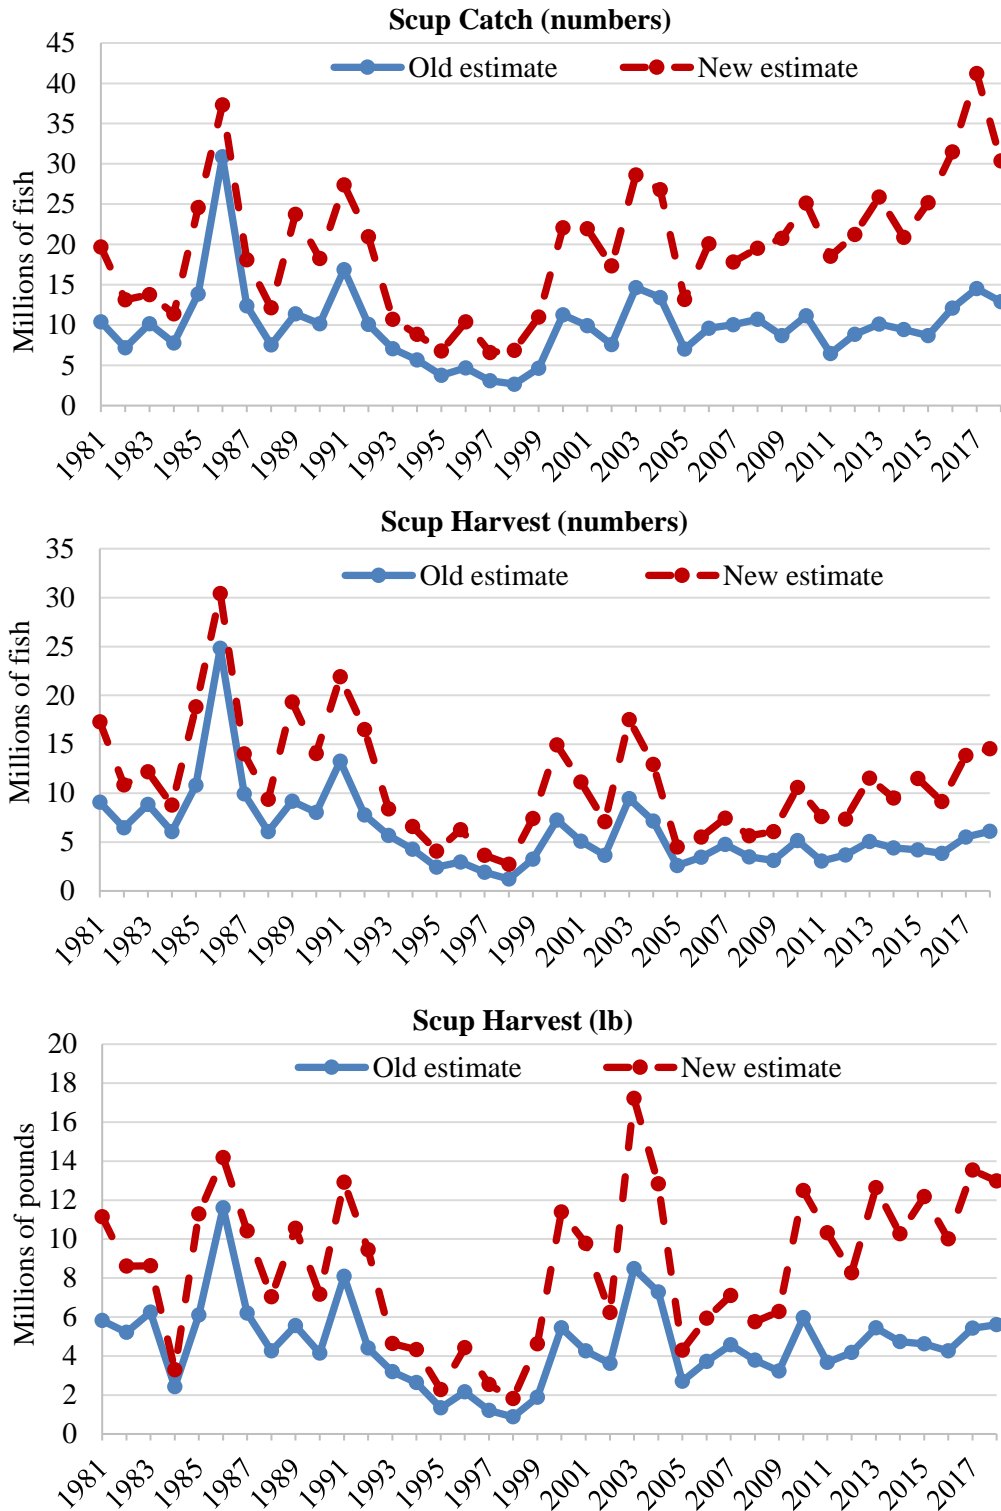 Scup Catch (numbers)
45
40
35
30
25
20
15
10
5
0
Millions of fish
Old estimate New estimate
1981 1983 1985 1987 1989 1991 1993 1995 1997 1999 2001 2003 2005 2007 2009 2011 2013 2015 2017
Scup Harvest (numbers)
35
30
25
20
15
10
5
0
Millions of fish
Old estimate New estimate
1981 1983 1985 1987 1989 1991 1993 1995 1997 1999 2001 2003 2005 2007 2009 2011 2013 2015 2017
Scup Harvest (lb)
20
18
16
14
12
10
8
6
4
2
0
Millions of pounds
Old estimate New estimate
1981 1983 1985 1987 1989 1991 1993 1995 1997 1999 2001 2003 2005 2007 2009 2011 2013 2015 2017